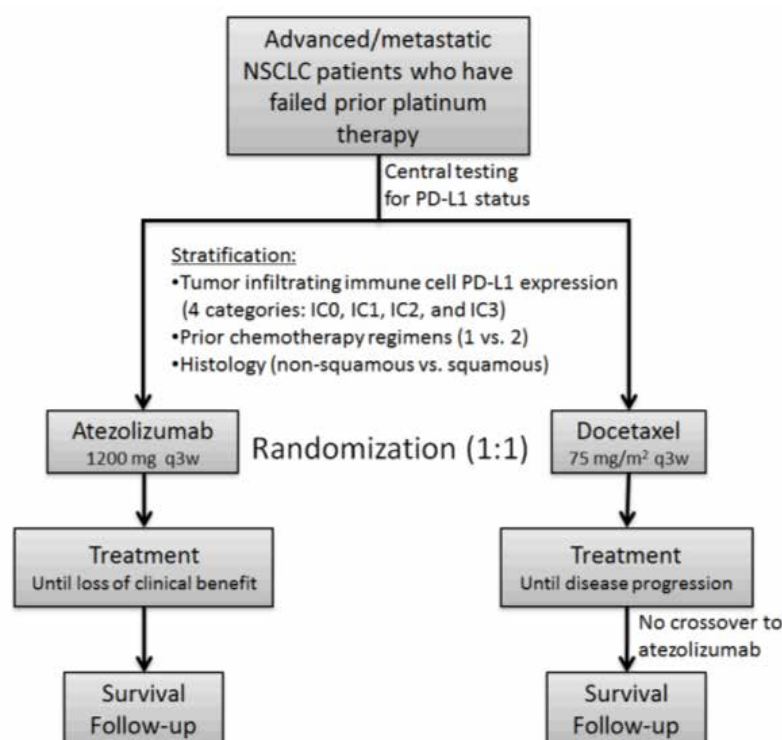 Advanced/metastatic
NSCLC patients who have
failed prior platinum
therapy
Central testing
for PD-L1 status
Stratification:
•Tumor infiltrating immune cell PD-L1 expression
(4 categories: IC0, IC1, IC2, and IC3)
•Prior chemotherapy regimens (1 vs. 2)
•Histology (non-squamous vs. squamous)
Atezolizumab
1200 mg q3w
Randomization (1:1)
Docetaxel
75 mg/m² q3w
Treatment
Until loss of clinical benefit
Treatment
Until disease progression
No crossover to
atezolizumab
Survival
Follow-up
Survival
Follow-up